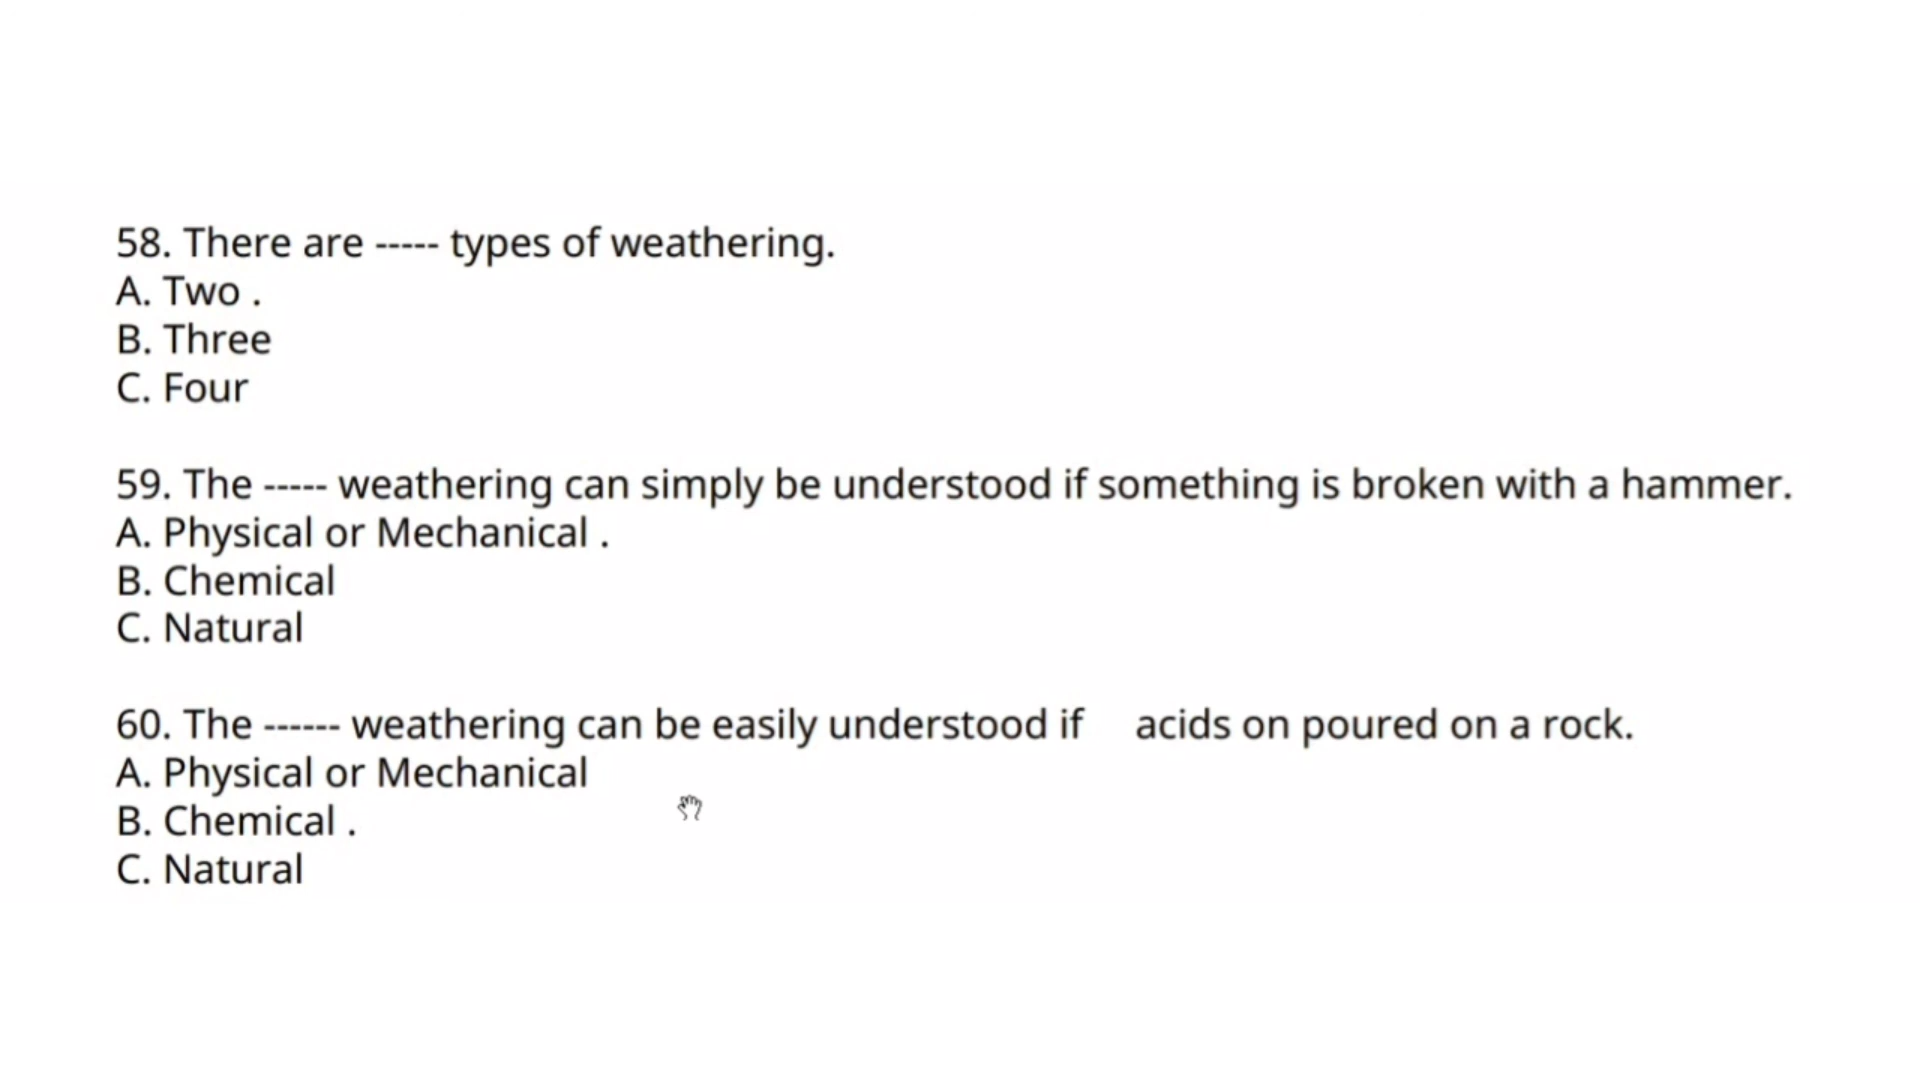 58. There are ----- types of weathering.
A. Two .
B. Three
C. Four
59. The ----- weathering can simply be understood if something is broken with a hammer.
A. Physical or Mechanical .
B. Chemical
C. Natural
60. The ------ weathering can be easily understood if acids on poured on a rock.
A. Physical or Mechanical
B. Chemical .
C. Natural